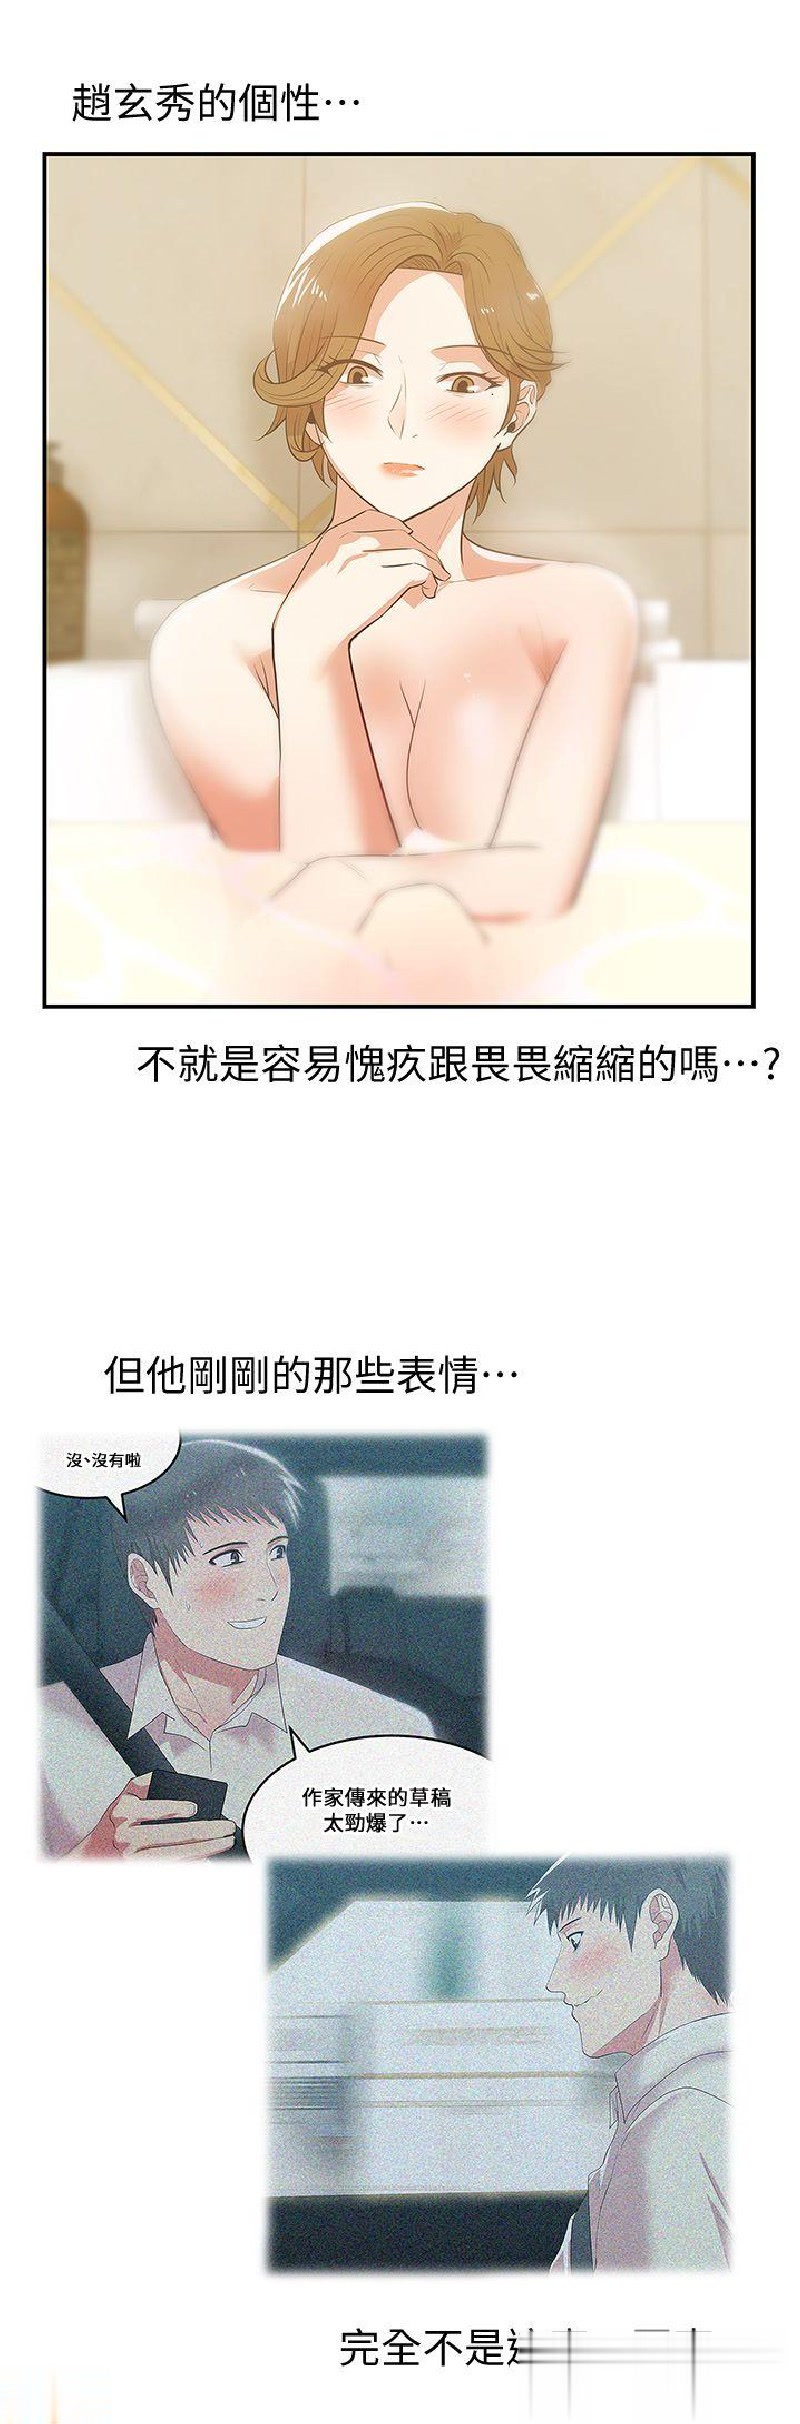 趙玄秀的個性⋯
不就是容易愧疚跟畏畏縮縮的嗎⋯?
但他剛剛的那些表情⋯
沒、沒有啦
作家傳來的草稿
太勁爆了⋯
完全不是